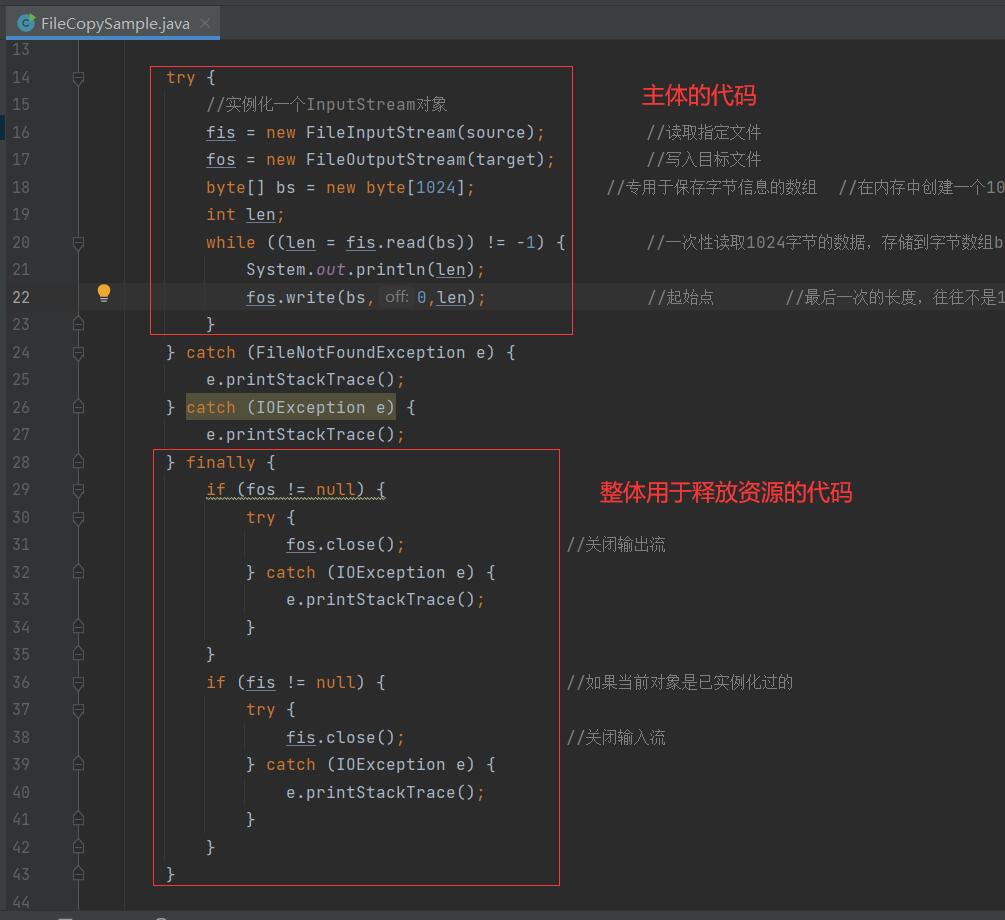 FileCopySample.java
13
14 try {
主体的代码
15 //实例化一个InputStream对象
16 fis = new FileInputStream(source); //读取指定文件
17 fos = new FileOutputStream(target); //写入目标文件
18 byte[] bs = new byte[1024]; //专用于保存字节信息的数组 //在内存中创建一个10
19 int len;
20 while ((len = fis.read(bs)) != -1) { //一次性读取1024字节的数据，存储到字节数组b
21 System.out.println(len);
22 fos.write(bs, off: 0,len); //起始点 //最后一次的长度，往往不是1
23 }
24 } catch (FileNotFoundException e) {
25 e.printStackTrace();
26 } catch (IOException e) {
27 e.printStackTrace();
28 } finally {
29 if (fos != null) {
整体用于释放资源的代码
30 try {
31 fos.close(); //关闭输出流
32 } catch (IOException e) {
33 e.printStackTrace();
34 }
35 }
36 if (fis != null) { //如果当前对象是已实例化过的
37 try {
38 fis.close(); //关闭输入流
39 } catch (IOException e) {
40 e.printStackTrace();
41 }
42 }
43 }
44